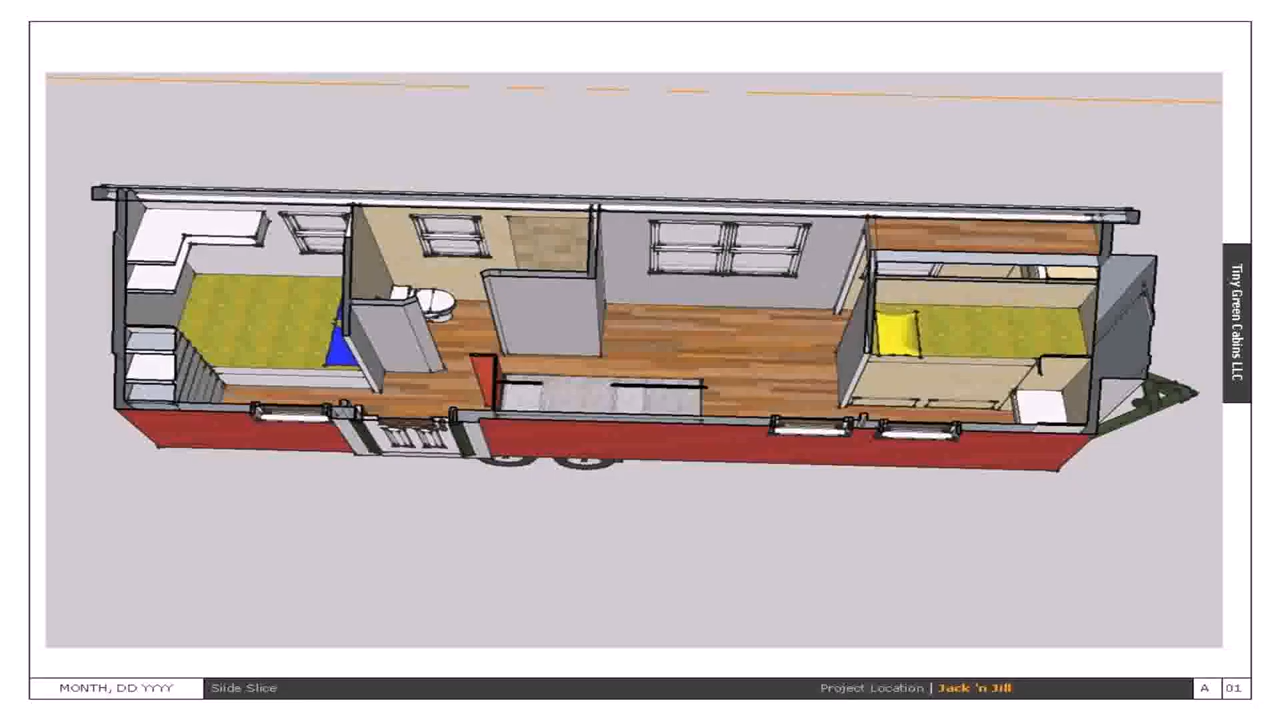 Tiny Green Cabins LLC
MONTH, DD YYYY
Slide Slice
Project Location | Jack 'n Jill
A 01